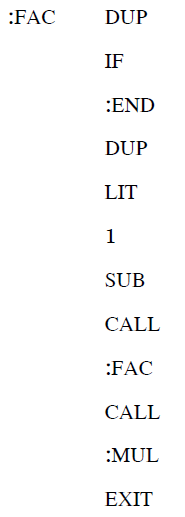 :FAC DUP
IF
:END
DUP
LIT
1
SUB
CALL
:FAC
CALL
:MUL
EXIT